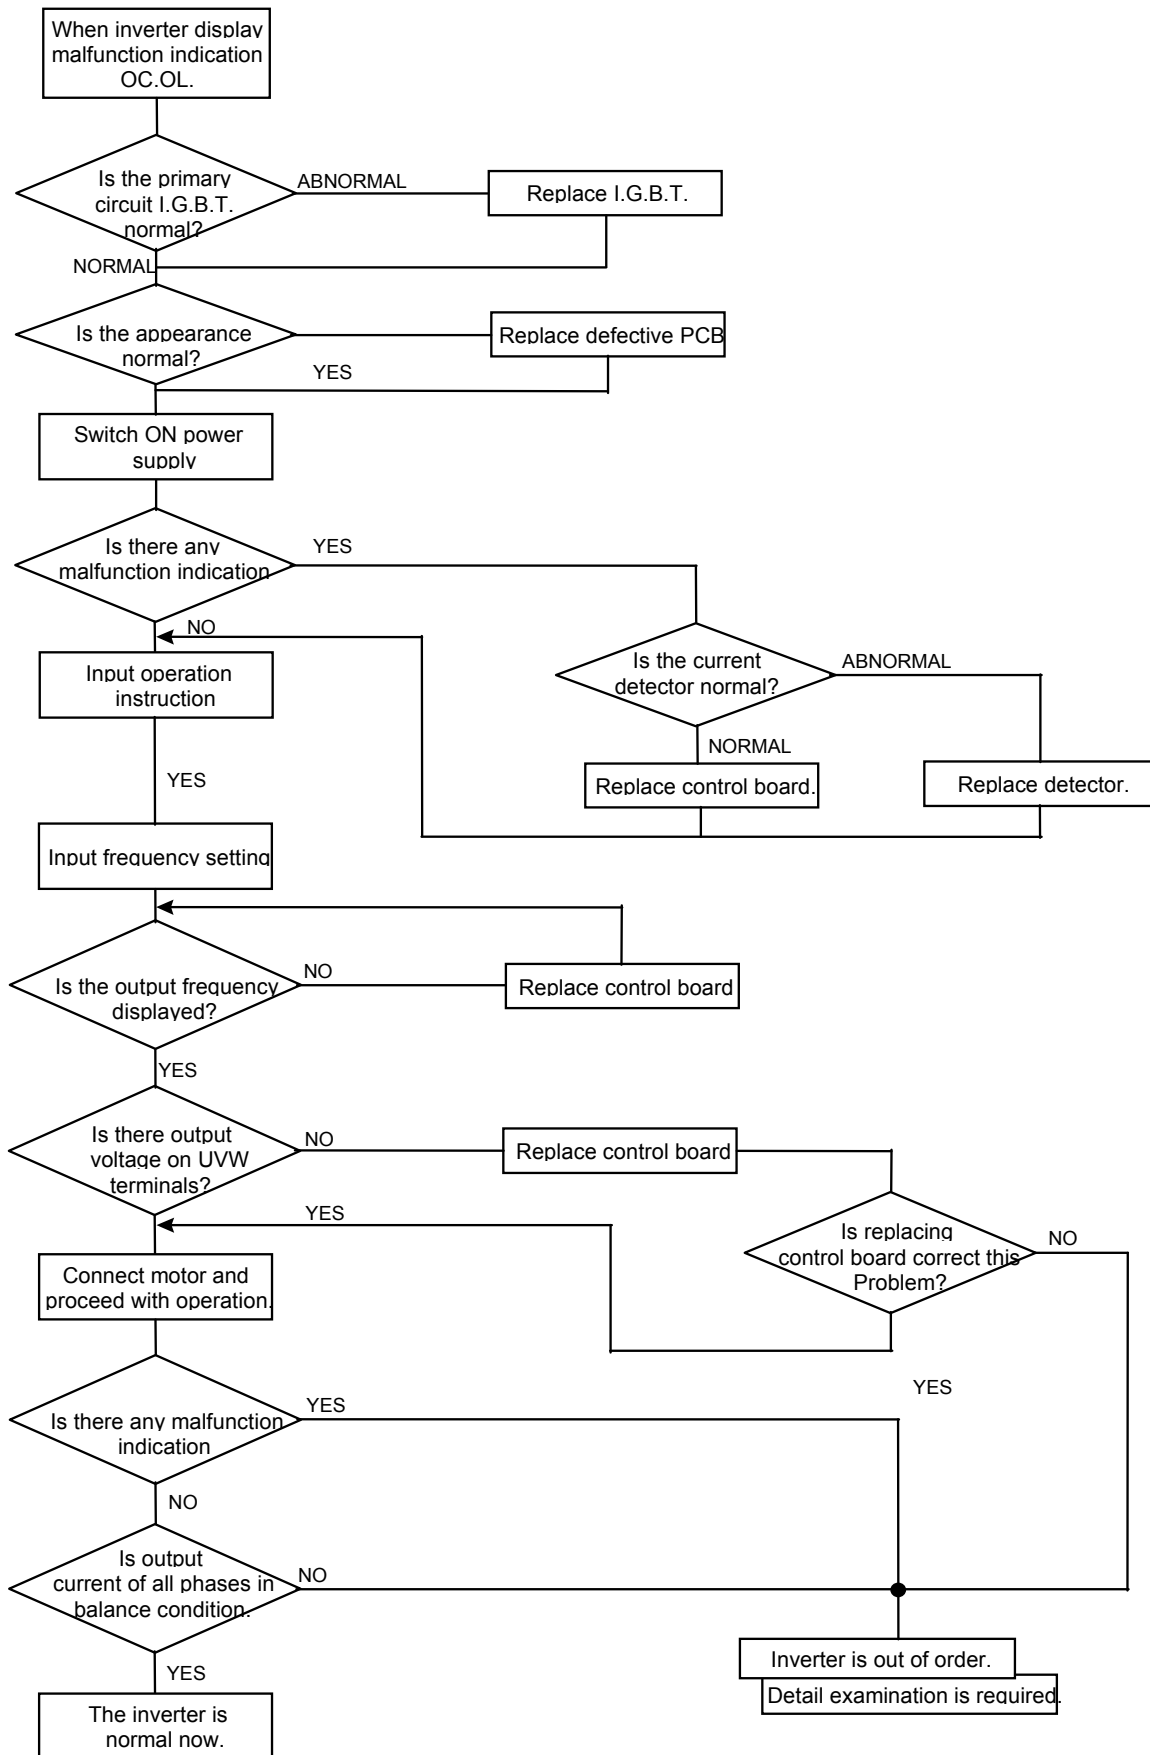 When inverter display
malfunction indication
OC.OL.
Is the primary
circuit I.G.B.T.
normal?
ABNORMAL
Replace I.G.B.T.
NORMAL
Is the appearance
normal?
Replace defective PCB
YES
Switch ON power
supply
Is there any
malfunction indication
YES
NO
Is the current
detector normal?
ABNORMAL
Input operation
instruction
NORMAL
Replace control board.
Replace detector.
YES
Input frequency setting
Is the output frequency
displayed?
NO
Replace control board
YES
Is there output
voltage on UVW
terminals?
NO
Replace control board
YES
Is replacing
control board correct this
Problem?
NO
Connect motor and
proceed with operation.
YES
Is there any malfunction
indication
YES
NO
Is output
current of all phases in
balance condition.
NO
Inverter is out of order.
Detail examination is required.
YES
The inverter is
normal now.